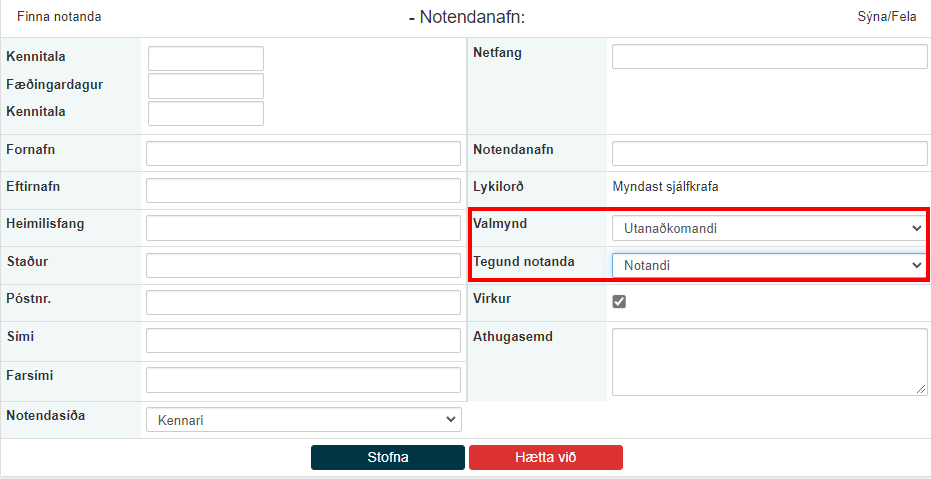 Finna notanda
- Notendanafn:
Sýna/Fela
Kennitala
Fæðingardagur
Kennitala
Netfang
Fornafn
Notendanafn
Eftirnafn
Lykilorð Myndast sjálfkrafa
Heimilisfang
Valmynd Utanaðkomandi
Staður
Tegund notanda Notandi
Póstnr.
Virkur
Sími
Athugasemd
Farsími
Notendasíða Kennari
Stofna
Hætta við